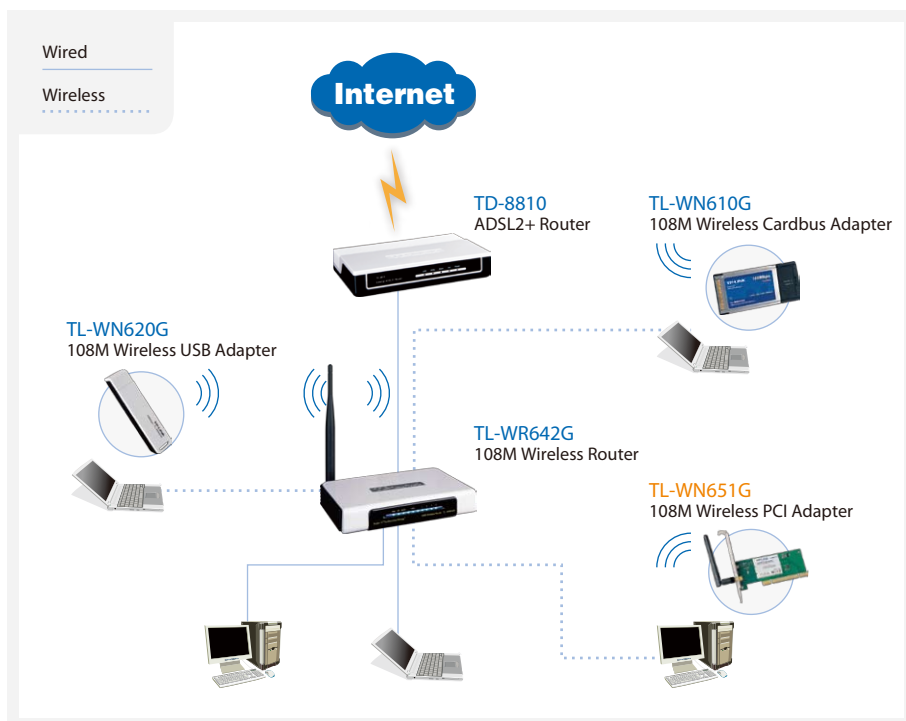 Wired
Wireless
Internet
TD-8810
ADSL2+ Router
TL-WN610G
108M Wireless Cardbus Adapter
TL-WN620G
108M Wireless USB Adapter
TL-WR642G
108M Wireless Router
TL-WN651G
108M Wireless PCI Adapter